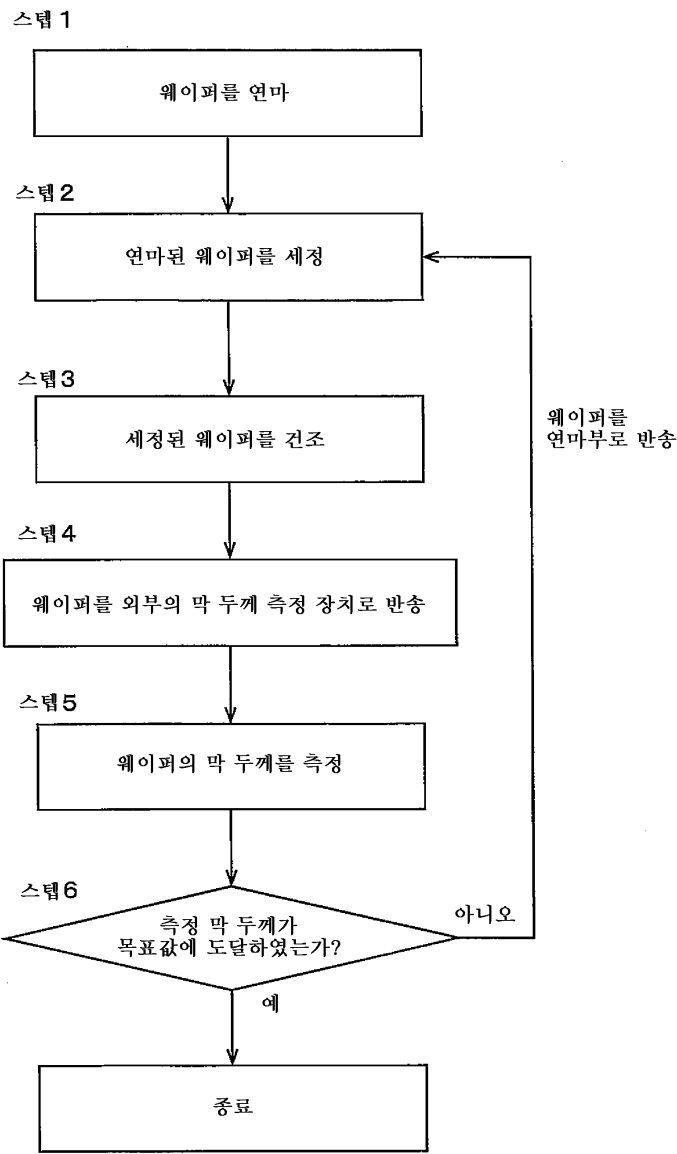 스텝1
웨이퍼를 연마
스텝2
연마된 웨이퍼를 세정
스텝3
세정된 웨이퍼를 건조
웨이퍼를
연마부로 반송
스텝4
웨이퍼를 외부의 막 두께 측정 장치로 반송
스텝5
웨이퍼의 막 두께를 측정
스텝6
측정 막 두께가
목표값에 도달하였는가?
아니오
예
종료